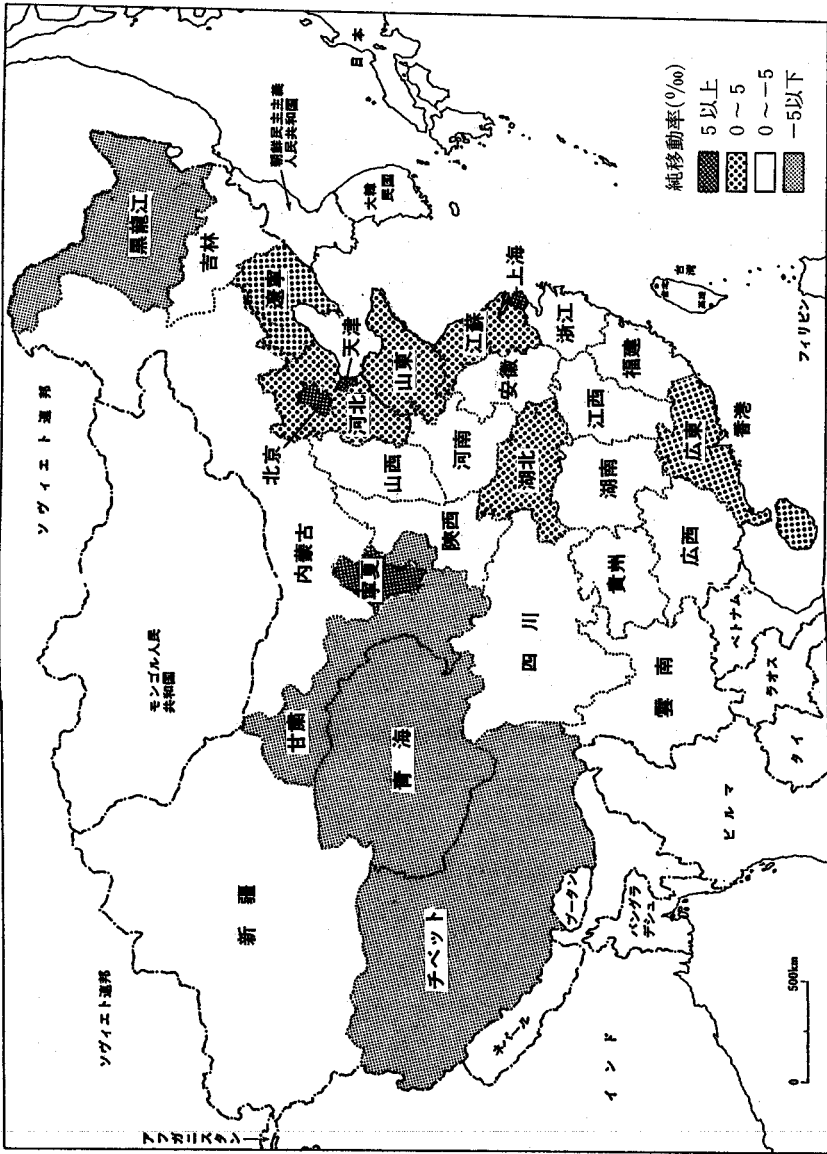 純移動率(‰)
5以上
0～5
0～－5
－5以下
ソヴィエト連邦
ソヴィエト連邦
モンゴル人民
共和国
アフガニスタン
日本
朝鮮民主主義
人民共和国
大韓
民国
黒龍江
吉林
遼寧
内蒙古
北京
天津
河北
山西
山東
江蘇
上海
安徽
浙江
河南
湖北
江西
福建
湖南
広東
香港
広西
貴州
雲南
四川
陝西
寧夏
甘粛
青海
新疆
チベット
台湾
フィリピン
ベトナム
ラオス
タイ
ビルマ
ブータン
バングラ
デシュ
ネパール
インド
0 500km